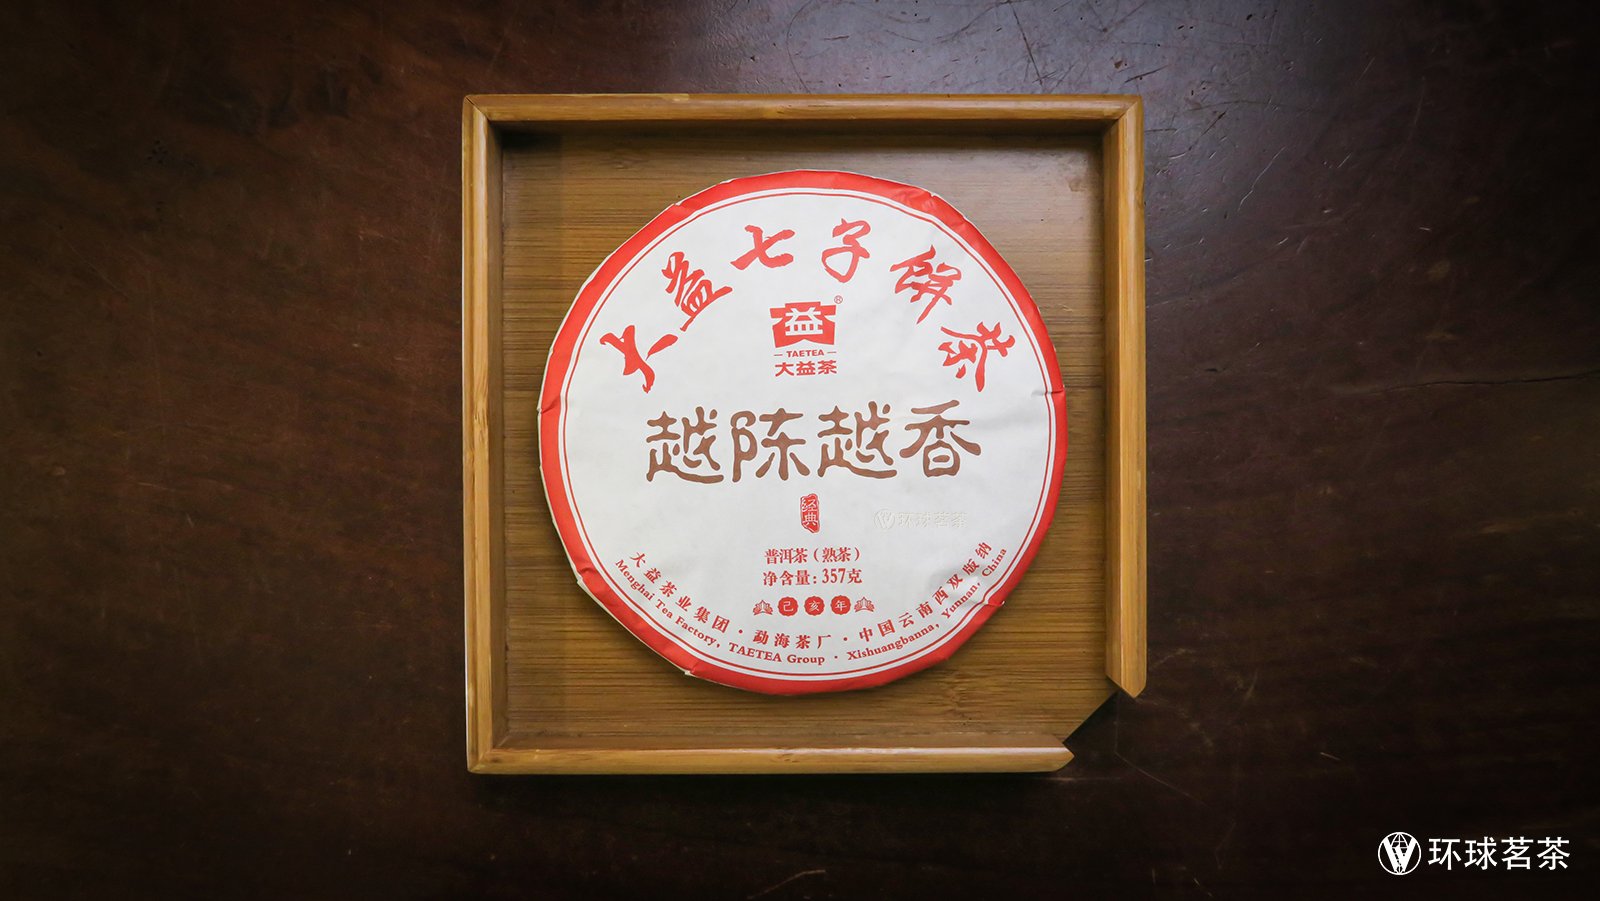 大益七子餅茶
益®
TAETEA
大益茶
越陈越香
经典
环球茗茶
普洱茶（熟茶）
净含量：357克
己亥年
大益茶业集团·勐海茶厂·中国云南西双版纳
Menghai Tea Factory, TAETEA Group · Xishuangbanna, Yunnan, China
环球茗茶